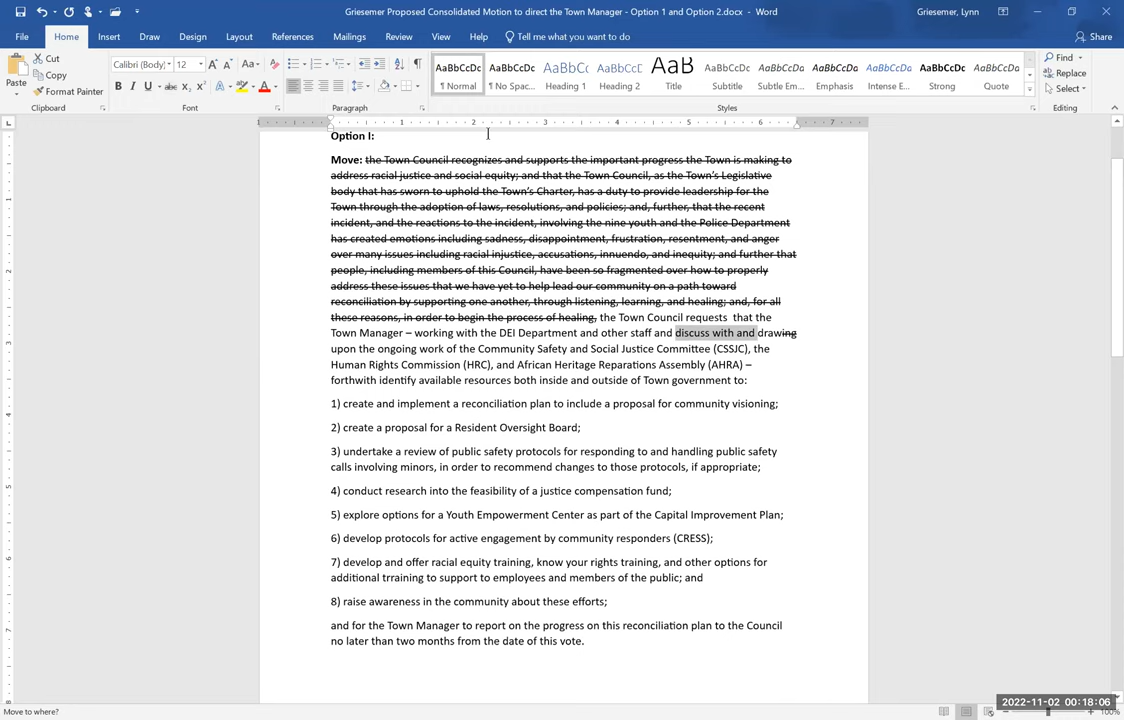 Griesemer Proposed Consolidated Motion to direct the Town Manager - Option 1 and Option 2.docx - Word
Griesemer, Lynn
File Home Insert Draw Design Layout References Mailings Review View Help Tell me what you want to do Share
Paste
Cut
Copy
Format Painter
Clipboard
Calibri (Body) 12
Font
Paragraph
AaBbCcDc AaBbCcDc AaBbC AaBbCcD AaB AaBbCcD AaBbCcDa AaBbCcDa AaBbCcDa AaBbCcDc AaBbCcDa
¶ Normal ¶ No Spac... Heading 1 Heading 2 Title Subtitle Subtle Em... Emphasis Intense E... Strong Quote
Styles
Find
Replace
Select
Editing
Option I:
Move: the Town Council recognizes and supports the important progress the Town is making to
address racial justice and social equity; and that the Town Council, as the Town's Legislative
body that has sworn to uphold the Town's Charter, has a duty to provide leadership for the
Town through the adoption of laws, resolutions, and policies; and, further, that the recent
incident, and the reactions to the incident, involving the nine youth and the Police Department
has created emotions including sadness, disappointment, frustration, resentment, and anger
over many issues including racial injustice, accusations, innuendo, and inequity; and further that
people, including members of this Council, have been so fragmented over how to properly
address these issues that we have yet to help lead our community on a path toward
reconciliation by supporting one another, through listening, learning, and healing; and, for all
these reasons, in order to begin the process of healing, the Town Council requests that the
Town Manager – working with the DEI Department and other staff and discuss with and drawing
upon the ongoing work of the Community Safety and Social Justice Committee (CSSJC), the
Human Rights Commission (HRC), and African Heritage Reparations Assembly (AHRA) –
forthwith identify available resources both inside and outside of Town government to:
1) create and implement a reconciliation plan to include a proposal for community visioning;
2) create a proposal for a Resident Oversight Board;
3) undertake a review of public safety protocols for responding to and handling public safety
calls involving minors, in order to recommend changes to those protocols, if appropriate;
4) conduct research into the feasibility of a justice compensation fund;
5) explore options for a Youth Empowerment Center as part of the Capital Improvement Plan;
6) develop protocols for active engagement by community responders (CRESS);
7) develop and offer racial equity training, know your rights training, and other options for
additional trraining to support to employees and members of the public; and
8) raise awareness in the community about these efforts;
and for the Town Manager to report on the progress on this reconciliation plan to the Council
no later than two months from the date of this vote.
2022-11-02 00:18:06
Move to where?
100%